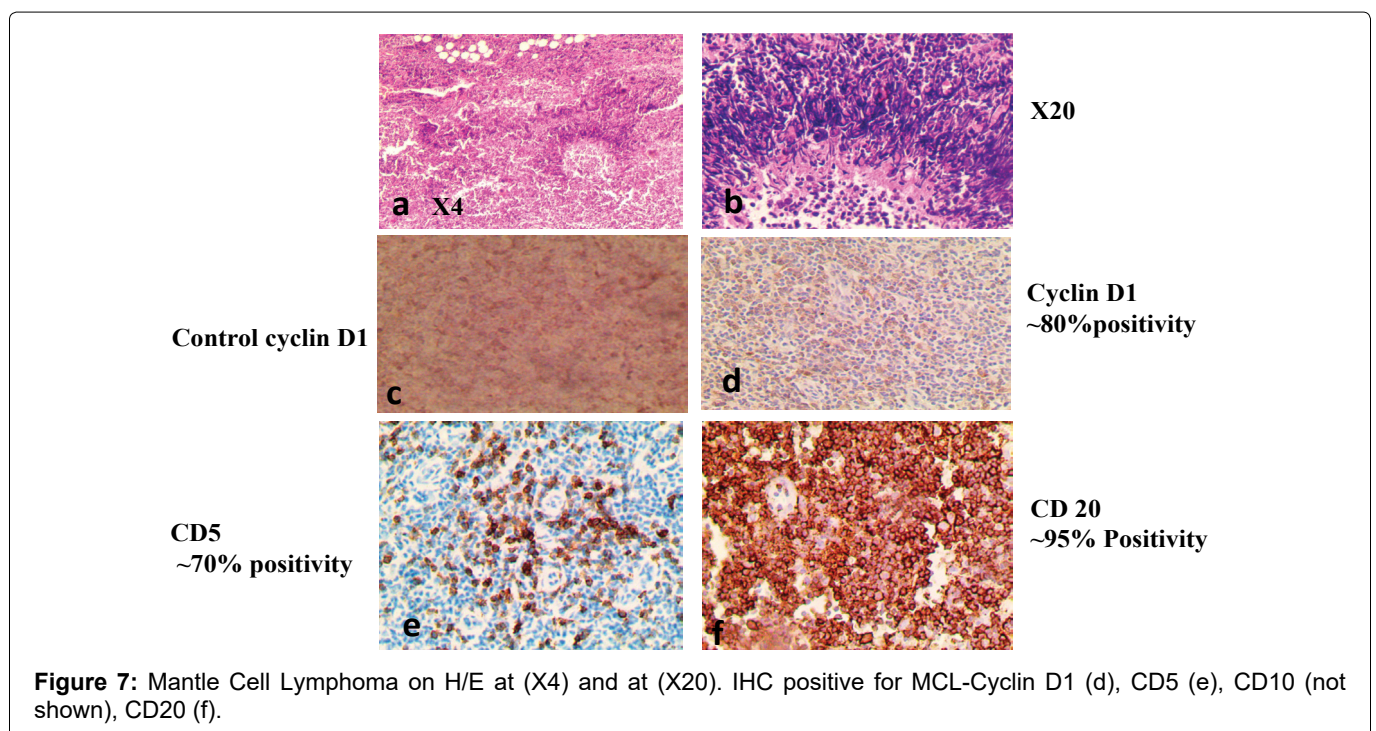 a X4
b
X20
Control cyclin D1
c
d
Cyclin D1
~80%positivity
CD5
~70% positivity
e
f
CD 20
~95% Positivity
Figure 7: Mantle Cell Lymphoma on H/E at (X4) and at (X20). IHC positive for MCL-Cyclin D1 (d), CD5 (e), CD10 (not
shown), CD20 (f).